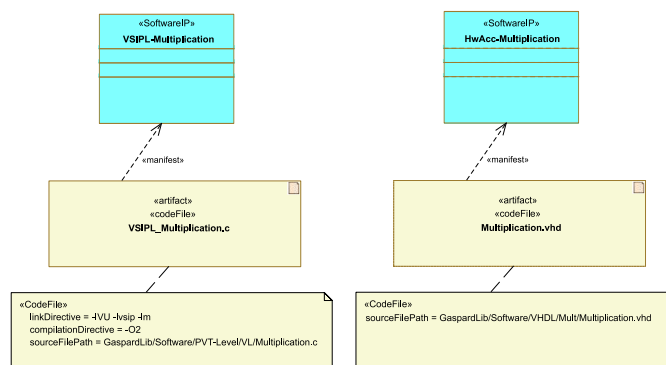 «SoftwareIP»
VSIPL-Multiplication
«manifest»
«artifact»
«codeFile»
VSIPL_Multiplication.c
«CodeFile»
linkDirective = -IVU -lvsip -lm
compilationDirective = -O2
sourceFilePath = GaspardLib/Software/PVT-Level/VL/Multiplication.c
«SoftwareIP»
HwAcc-Multiplication
«manifest»
«artifact»
«codeFile»
Multiplication.vhd
«CodeFile»
sourceFilePath = GaspardLib/Software/VHDL/Mult/Multiplication.vhd